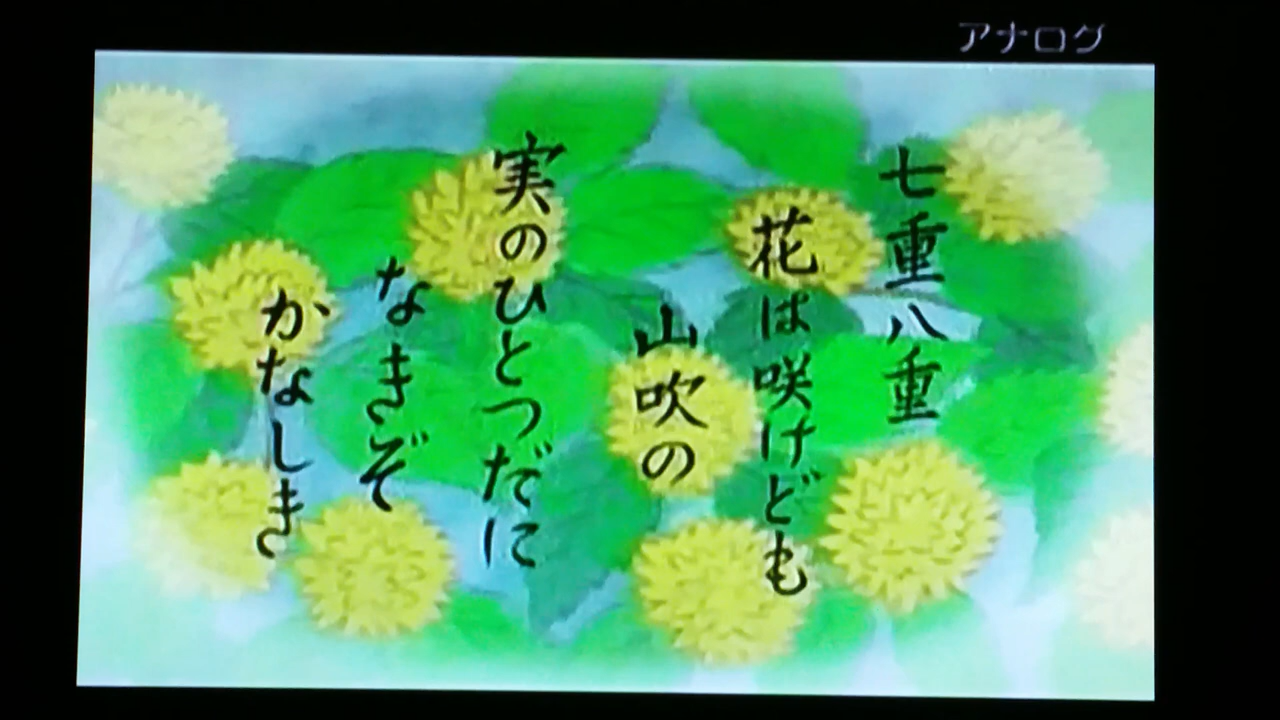 アナログ
七重八重
花は咲けども
山吹の
実のひとつだに
なきぞ
かなしき